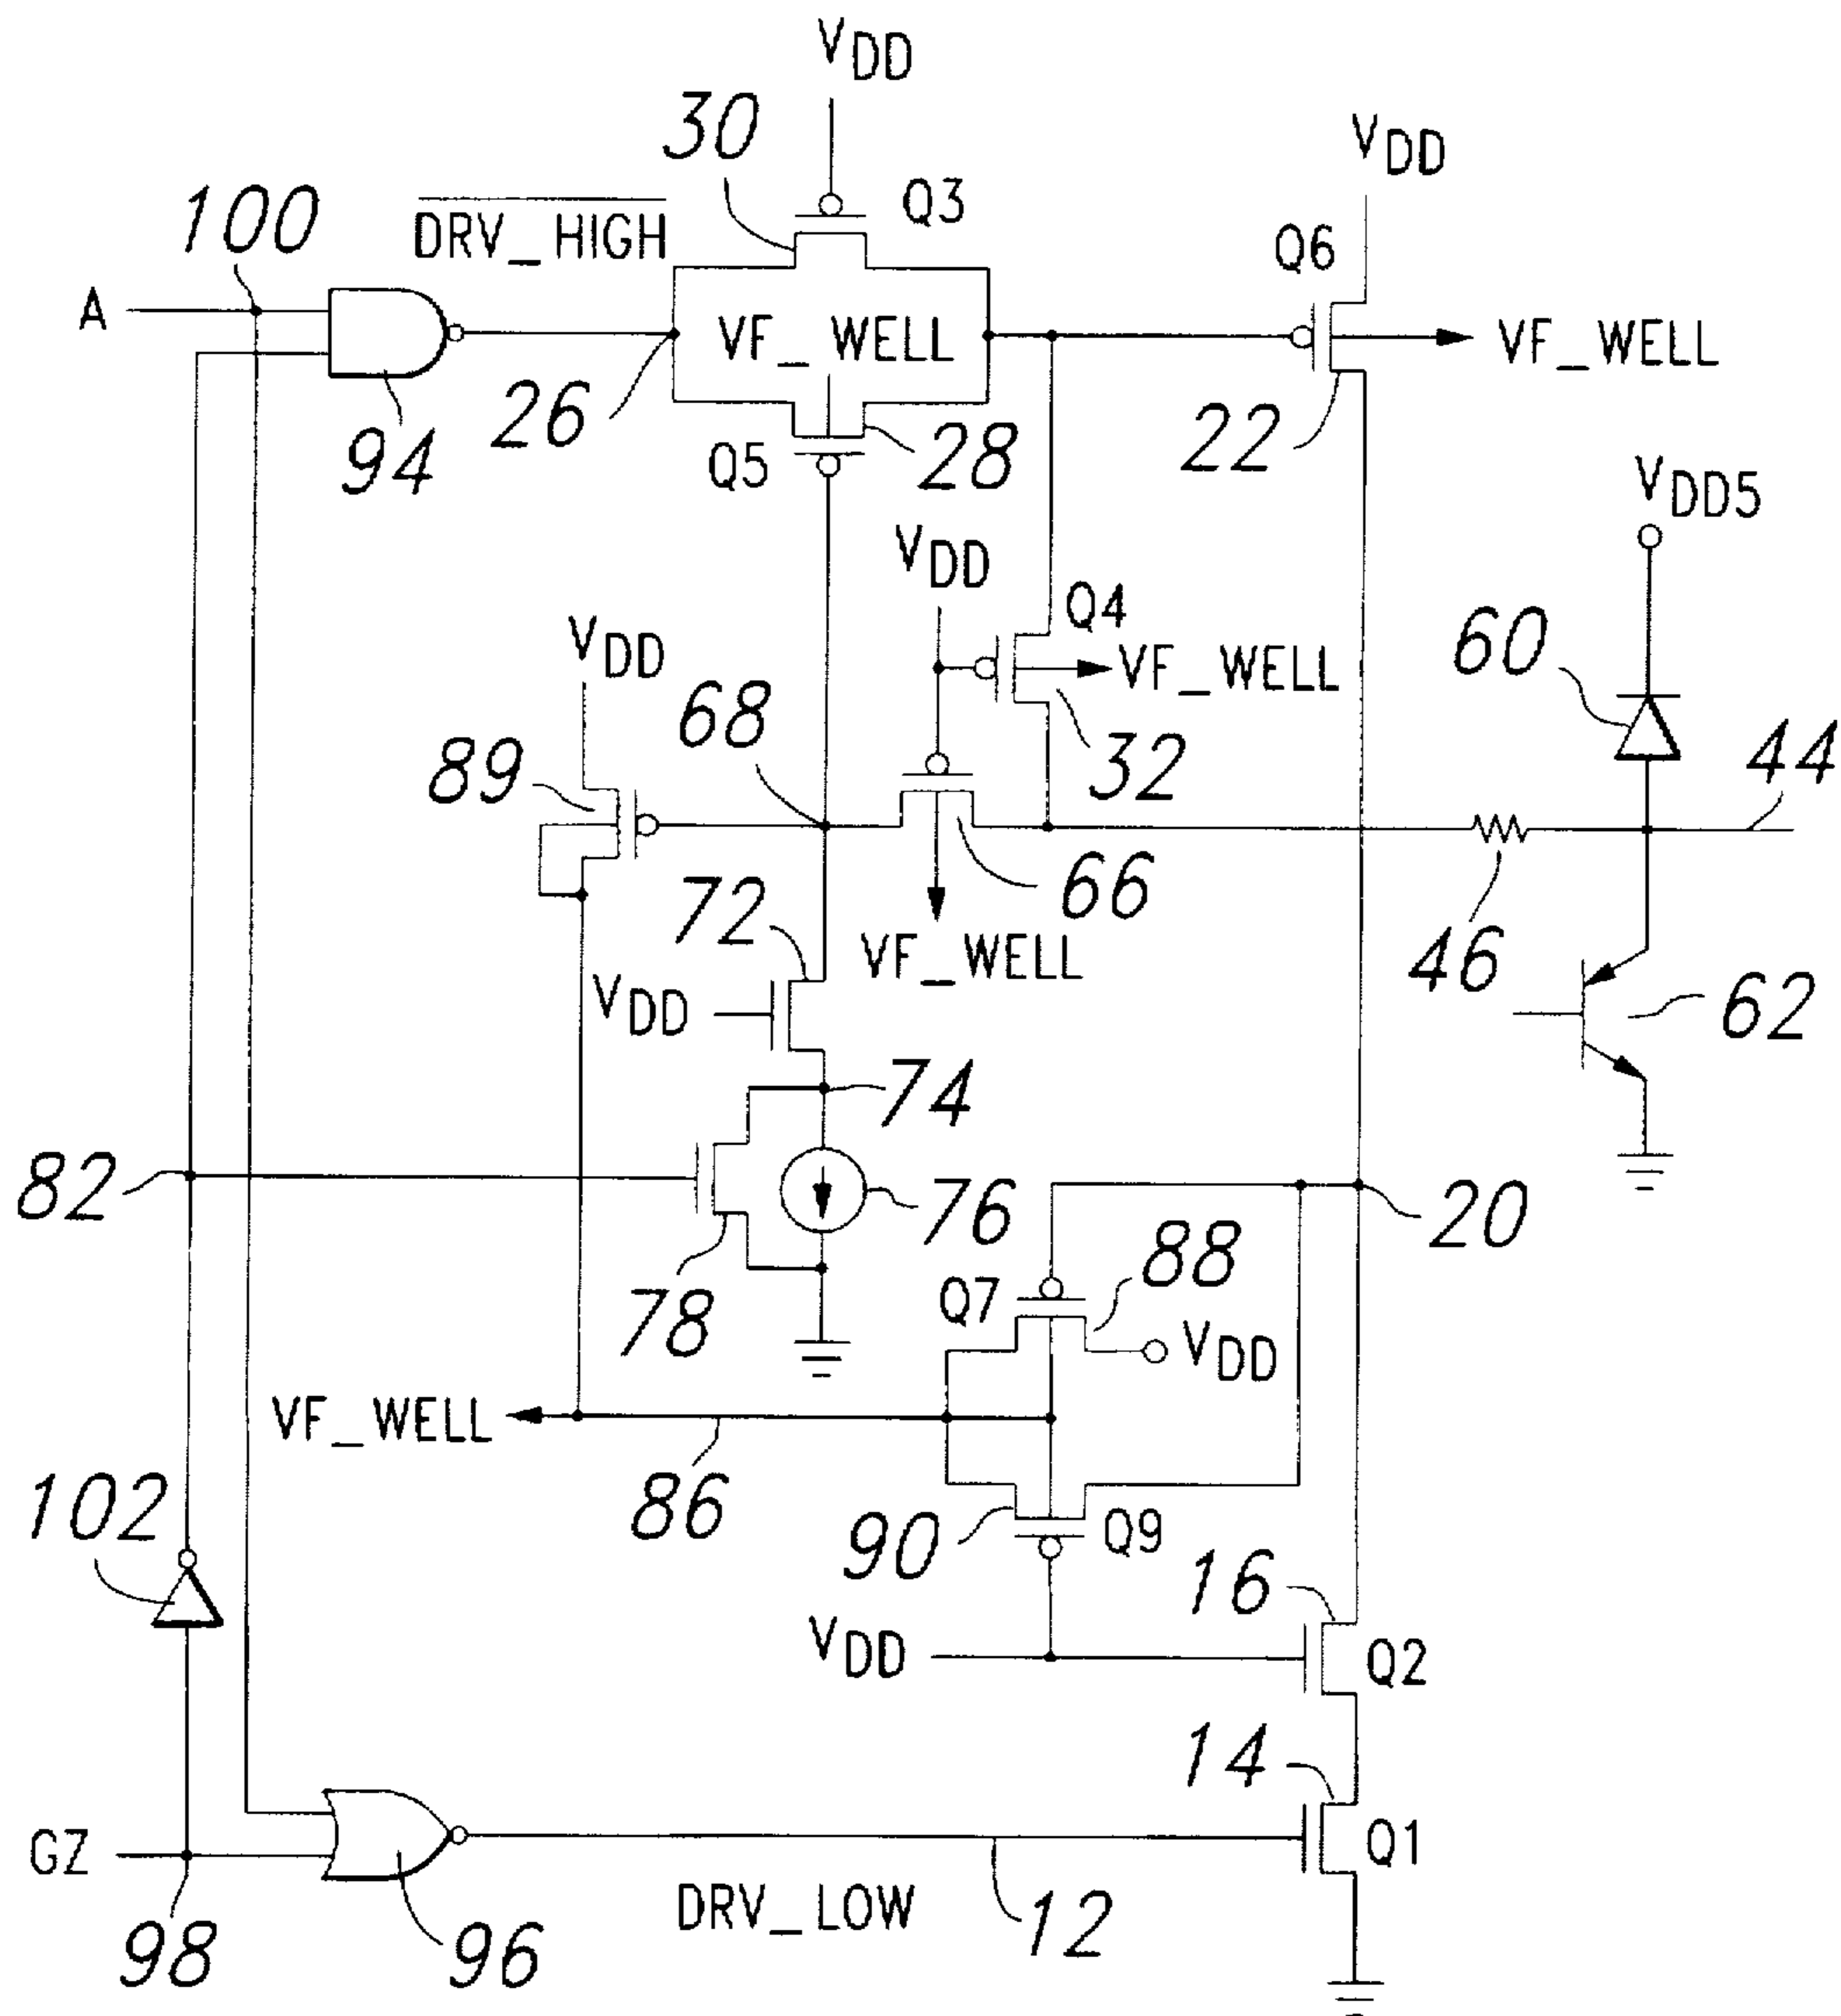 VDD
30
VDD
Q3
100
DRV_HIGH
Q6
A
VF_WELL
VF_WELL
26
22
94
Q5
28
VDD5
VDD
Q4
60
VDD
VF_WELL
68
44
89
32
66
72
46
VF_WELL
VDD
62
74
82
76
20
88
Q7
78
VDD
VF_WELL
102
86
90
Q9
16
VDD
Q2
14
GZ
Q1
DRV_LOW
12
98
96